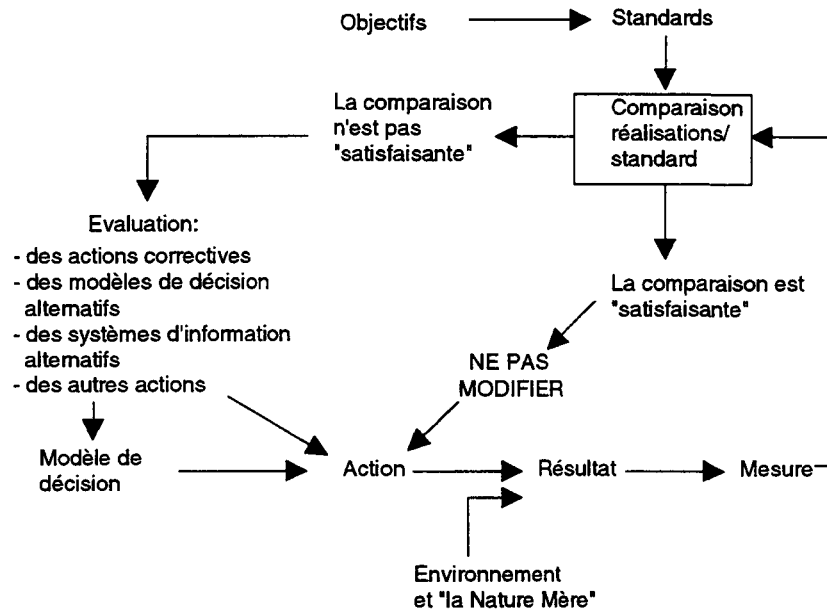 Objectifs
Standards
La comparaison
n'est pas
"satisfaisante"
Comparaison
réalisations/
standard
Evaluation:
- des actions correctives
- des modèles de décision
alternatifs
- des systèmes d'information
alternatifs
- des autres actions
La comparaison est
"satisfaisante"
NE PAS
MODIFIER
Modèle de
décision
Action
Résultat
Mesure
Environnement
et "la Nature Mère"